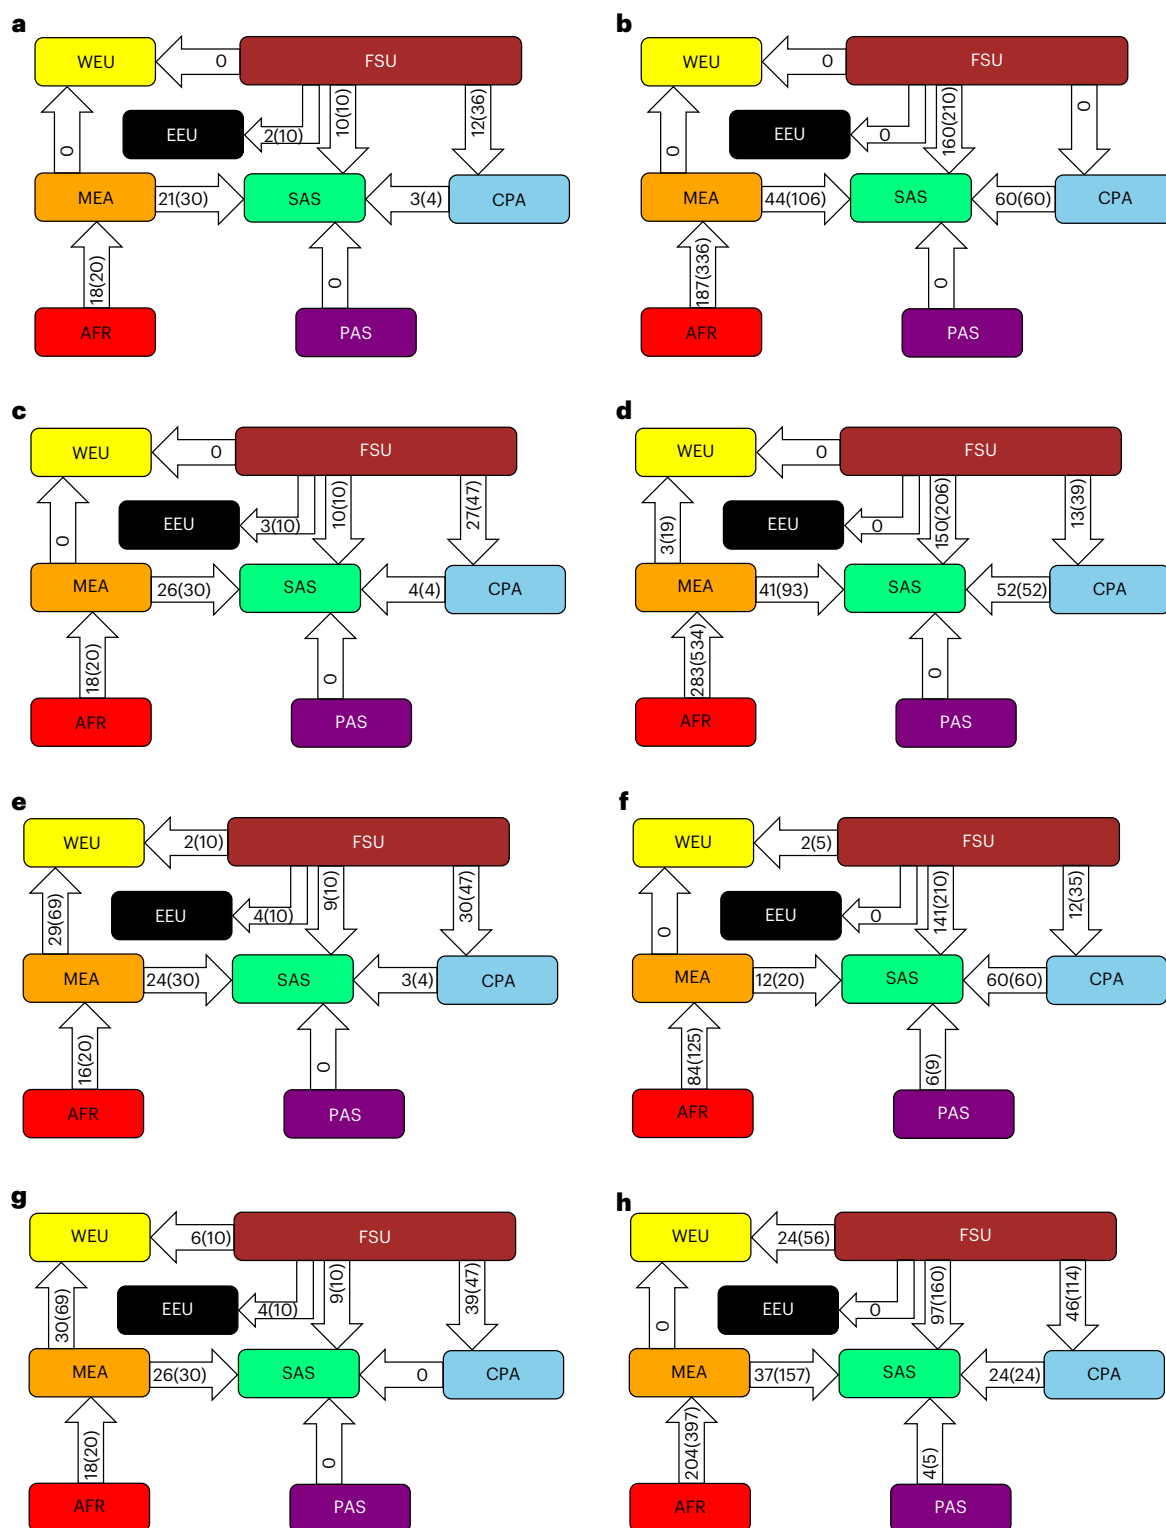 a
WEU
0
FSU
EEU
2(10)
10(10)
12(36)
0
MEA
21(30)
SAS
3(4)
CPA
18(20)
0
AFR
PAS
b
WEU
0
FSU
EEU
0
160(210)
0
0
MEA
44(106)
SAS
60(60)
CPA
187(336)
0
AFR
PAS
c
WEU
0
FSU
EEU
3(10)
10(10)
27(47)
0
MEA
26(30)
SAS
4(4)
CPA
18(20)
0
AFR
PAS
d
WEU
0
FSU
EEU
0
150(206)
13(39)
3(19)
MEA
41(93)
SAS
52(52)
CPA
283(534)
0
AFR
PAS
e
WEU
2(10)
FSU
EEU
4(10)
9(10)
30(47)
29(69)
MEA
24(30)
SAS
3(4)
CPA
16(20)
0
AFR
PAS
f
WEU
2(5)
FSU
EEU
0
141(210)
12(35)
0
MEA
12(20)
SAS
60(60)
CPA
84(125)
6(9)
AFR
PAS
g
WEU
6(10)
FSU
EEU
4(10)
9(10)
39(47)
30(69)
MEA
26(30)
SAS
0
CPA
18(20)
0
AFR
PAS
h
WEU
24(56)
FSU
EEU
0
97(160)
46(114)
0
MEA
37(157)
SAS
24(24)
CPA
204(397)
4(5)
AFR
PAS